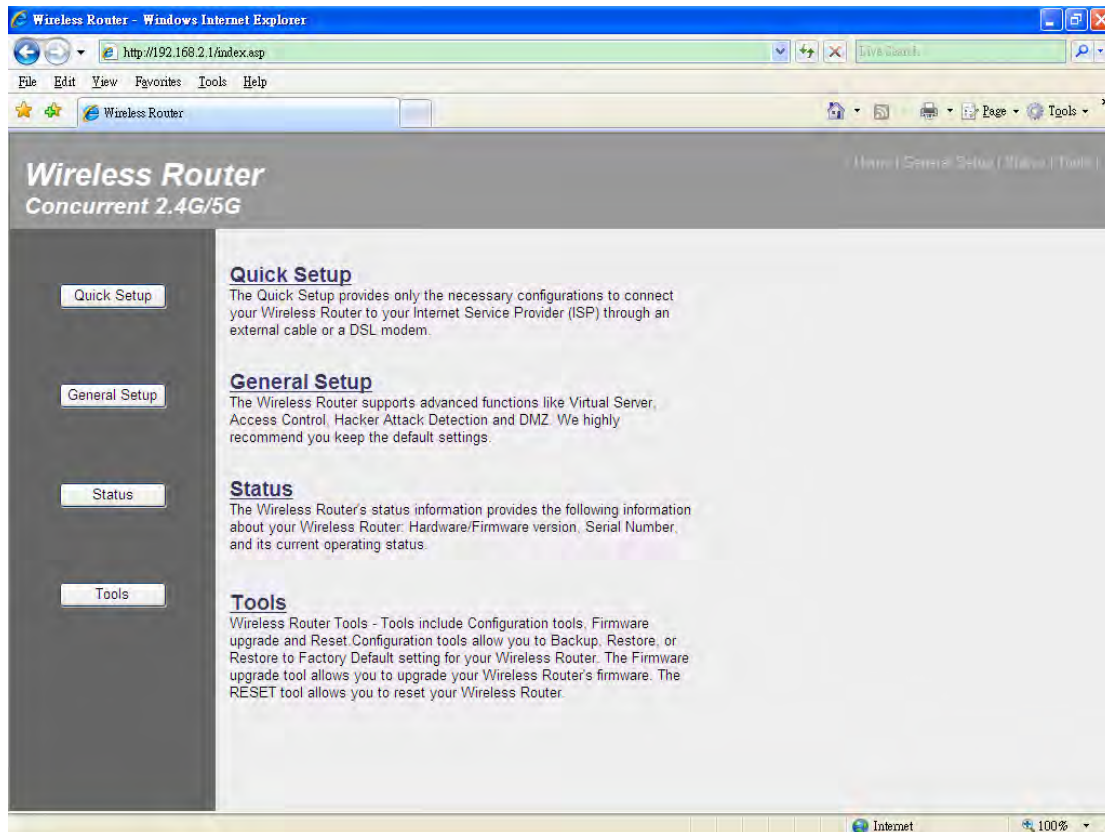 Wireless Router - Windows Internet Explorer
http://192.168.2.1/index.asp
Live Search
File Edit View Favorites Tools Help
Wireless Router
Page Tools
Wireless Router
Concurrent 2.4G/5G
| Home | General Setup | Status | Tools |
Quick Setup
General Setup
Status
Tools
Quick Setup
The Quick Setup provides only the necessary configurations to connect
your Wireless Router to your Internet Service Provider (ISP) through an
external cable or a DSL modem.
General Setup
The Wireless Router supports advanced functions like Virtual Server,
Access Control, Hacker Attack Detection and DMZ. We highly
recommend you keep the default settings.
Status
The Wireless Router's status information provides the following information
about your Wireless Router: Hardware/Firmware version, Serial Number,
and its current operating status.
Tools
Wireless Router Tools - Tools include Configuration tools, Firmware
upgrade and Reset.Configuration tools allow you to Backup, Restore, or
Restore to Factory Default setting for your Wireless Router. The Firmware
upgrade tool allows you to upgrade your Wireless Router's firmware. The
RESET tool allows you to reset your Wireless Router.
Internet
100%